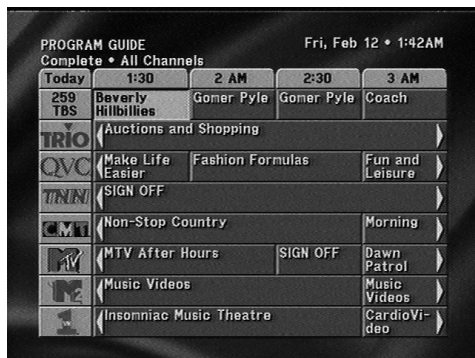 PROGRAM GUIDE
Fri, Feb 12 • 1:42AM
Complete • All Channels
Today 1:30 2 AM 2:30 3 AM
259
TBS
Beverly
Hillbillies
Gomer Pyle
Gomer Pyle
Coach
TRIO
Auctions and Shopping
QVC
Make Life
Easier
Fashion Formulas
Fun and
Leisure
TNN
SIGN OFF
CMT
Non-Stop Country
Morning
MTV
MTV After Hours
SIGN OFF
Dawn
Patrol
M2
Music Videos
Music
Videos
VH1
Insomniac Music Theatre
CardioVi-
deo